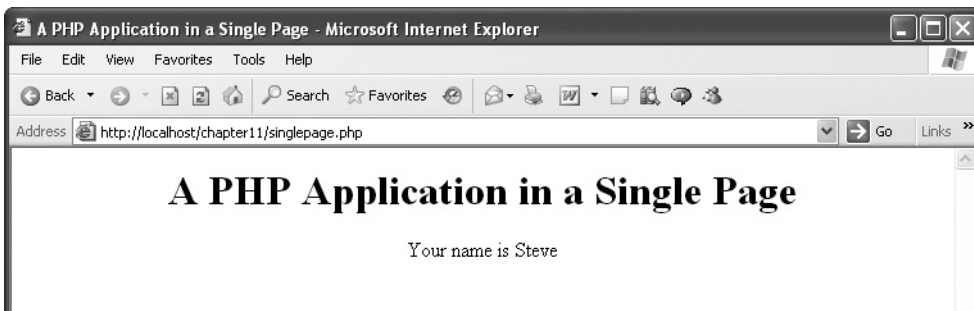 A PHP Application in a Single Page - Microsoft Internet Explorer
File Edit View Favorites Tools Help
Back Search Favorites
Address http://localhost/chapter11/singlepage.php Go Links »
A PHP Application in a Single Page
Your name is Steve